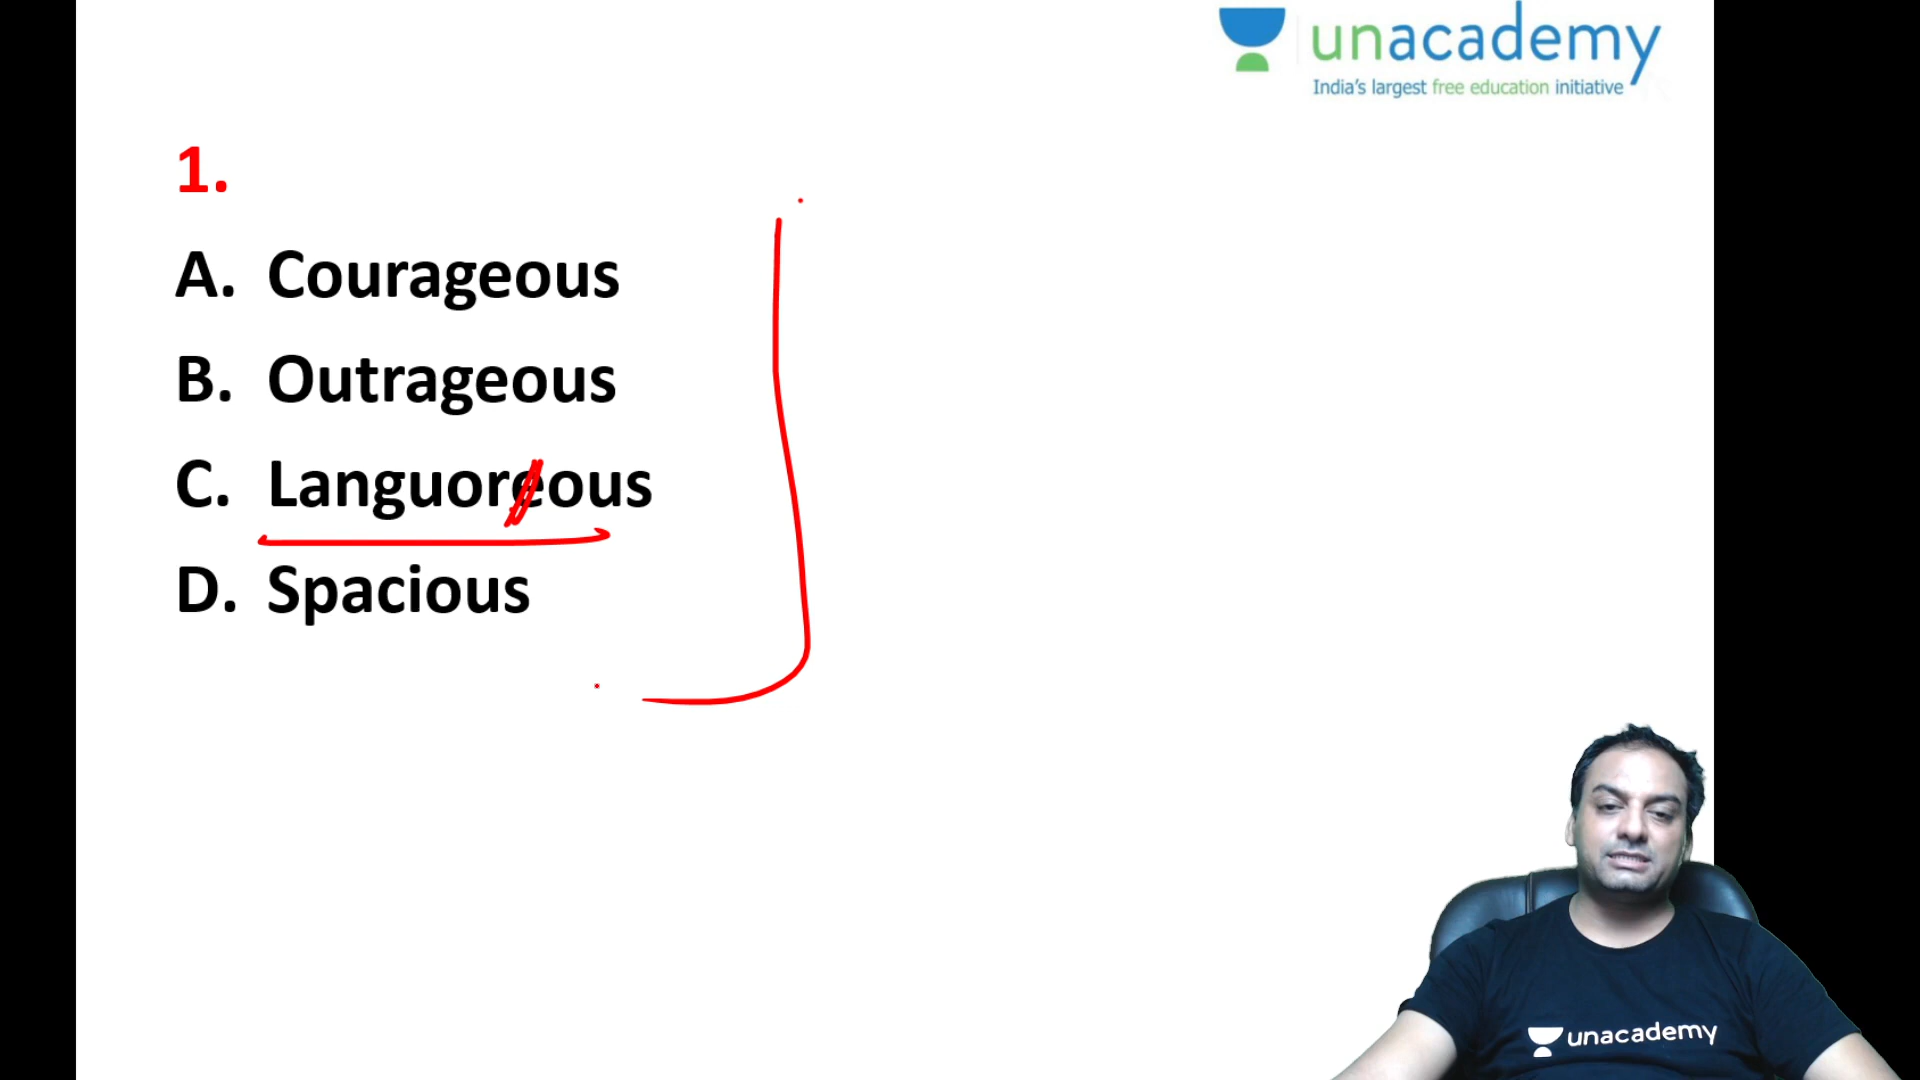 unacademy
India's largest free education initiative
1.
A. Courageous
B. Outrageous
C. Languoreous
D. Spacious
unacademy